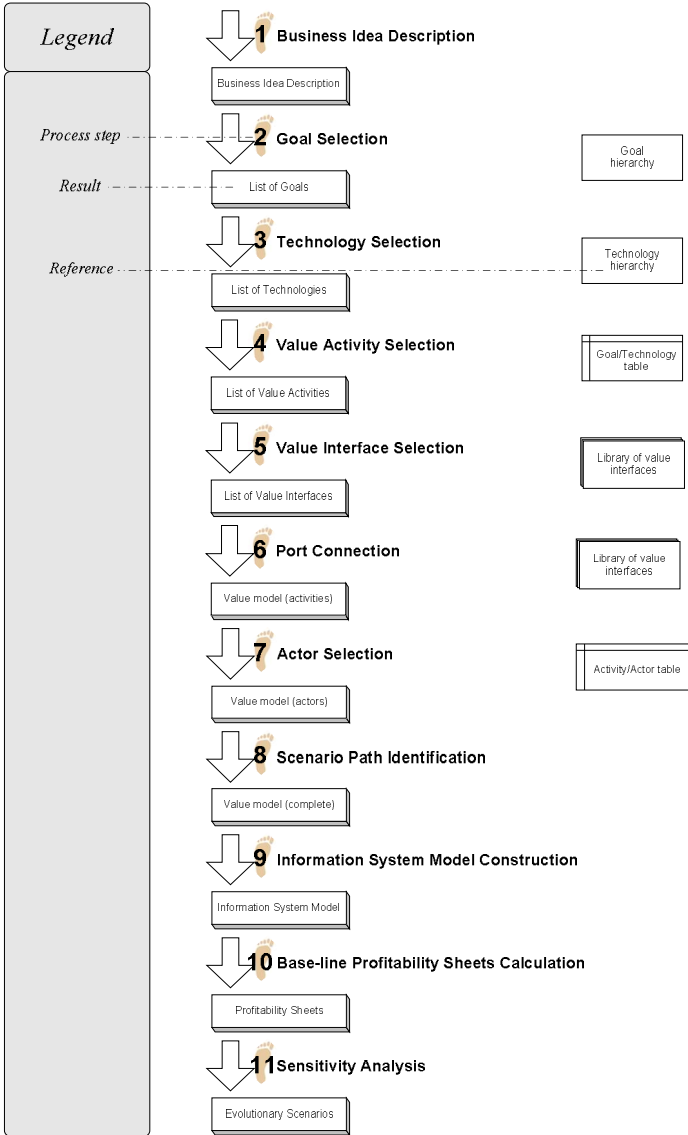 Legend
1 Business Idea Description
Business Idea Description
Process step
2 Goal Selection
Goal
hierarchy
Result
List of Goals
3 Technology Selection
Technology
hierarchy
Reference
List of Technologies
4 Value Activity Selection
Goal/Technology
table
List of Value Activities
5 Value Interface Selection
Library of value
interfaces
List of Value Interfaces
6 Port Connection
Library of value
interfaces
Value model (activities)
7 Actor Selection
Activity/Actor table
Value model (actors)
8 Scenario Path Identification
Value model (complete)
9 Information System Model Construction
Information System Model
10 Base-line Profitability Sheets Calculation
Profitability Sheets
11 Sensitivity Analysis
Evolutionary Scenarios